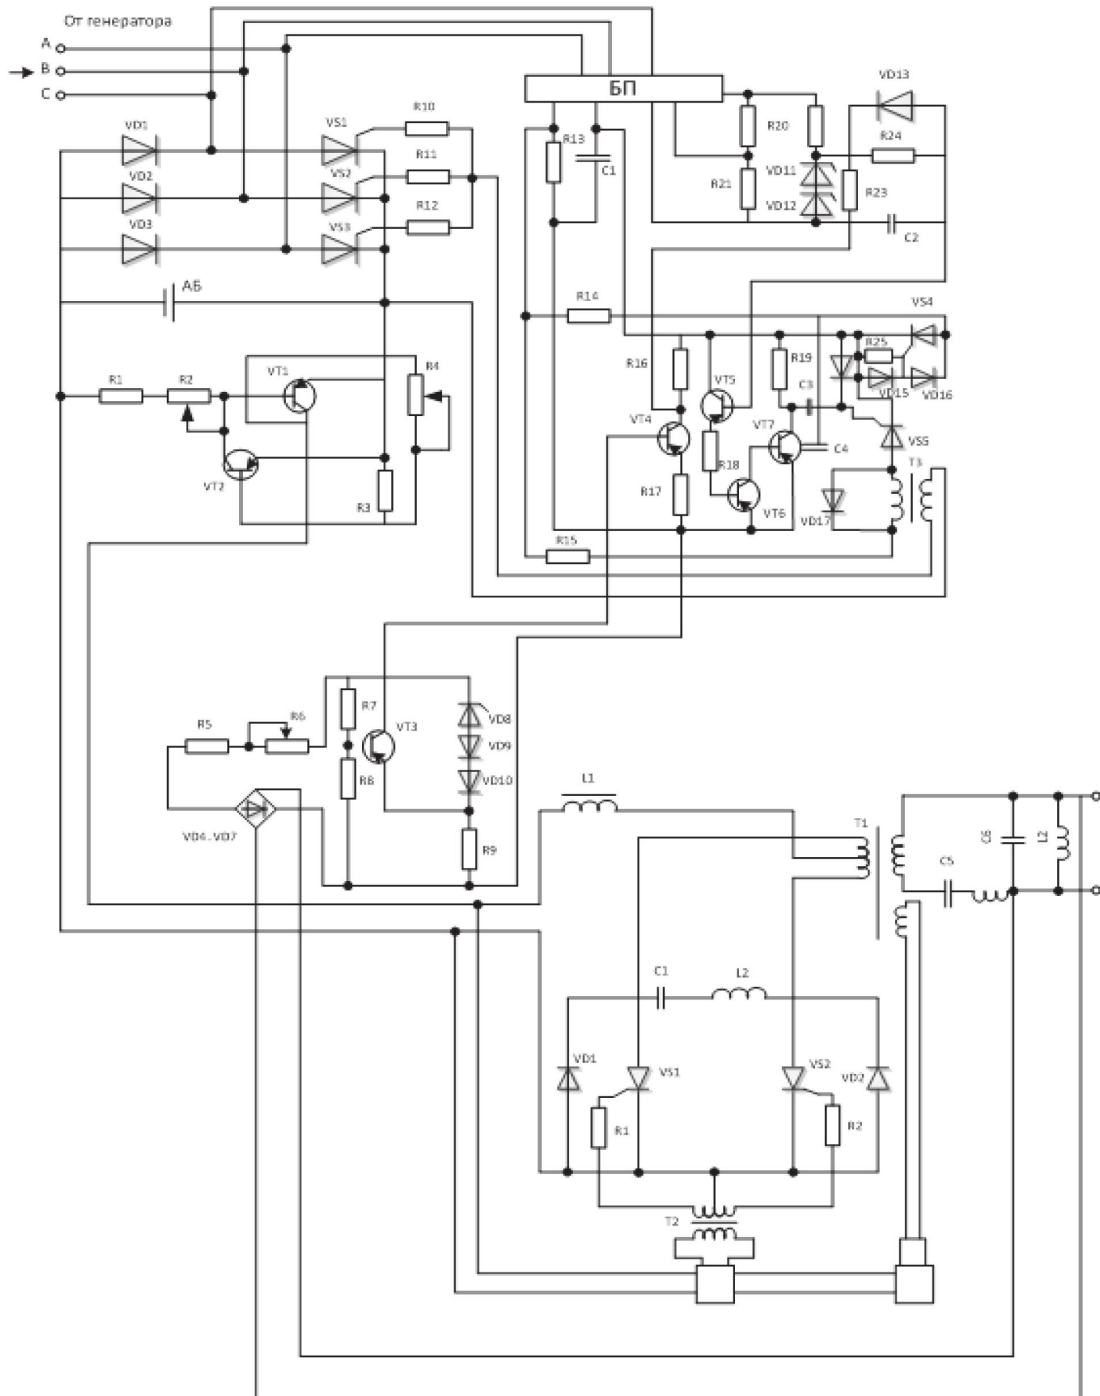 От генератора
A
B
C
БП
VD13
R10
VD1
VS1
R13
R20
R24
R11
C1
VD11
VD2
VS2
R21
R23
R12
VD12
VD3
VS3
C2
АБ
R14
VS4
R16
R19
R25
VT1
R4
R1
R2
VT5
C3
VD15
VD16
VT4
VT7
VS5
C4
VT2
R18
T3
R3
R17
VT6
VD17
R15
R5
R6
R7
VT3
VD8
VD9
R8
VD10
L1
VD4..VD7
T1
R9
C6
L2
C5
C1
L2
VD1
VS1
VS2
VD2
R1
R2
T2